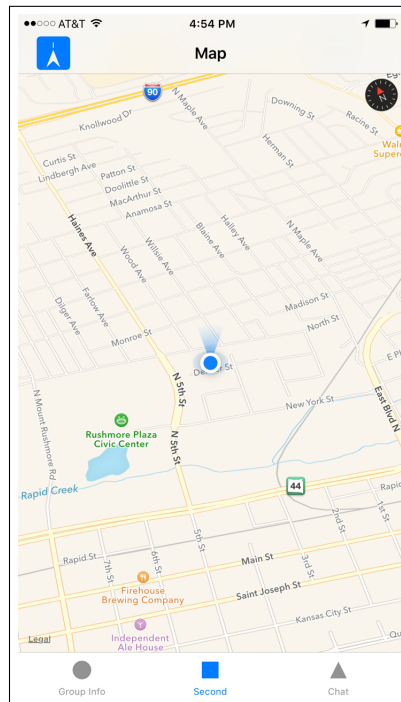 AT&T
4:54 PM
Map
90
N Maple Ave
Knollwood Dr
Downing St
Racine St
Herman St
Curtis St
Lindbergh Ave
Patton St
Doolittle St
MacArthur St
Anamosa St
Haines Ave
Wood Ave
Willsie Ave
Blaine Ave
Halley Ave
N Maple Ave
N
Madison St
North St
Farlow Ave
Dilger Ave
Monroe St
N 5th St
New York St
East Blvd N
N Mount Rushmore Rd
Rushmore Plaza
Civic Center
N 5th St
Rapid Creek
44
5th St
2nd St
1st St
Rapid St
7th St
6th St
Main St
3rd St
Firehouse
Brewing Company
Saint Joseph St
Kansas City St
Independent
Ale House
Legal
Group Info
Second
Chat